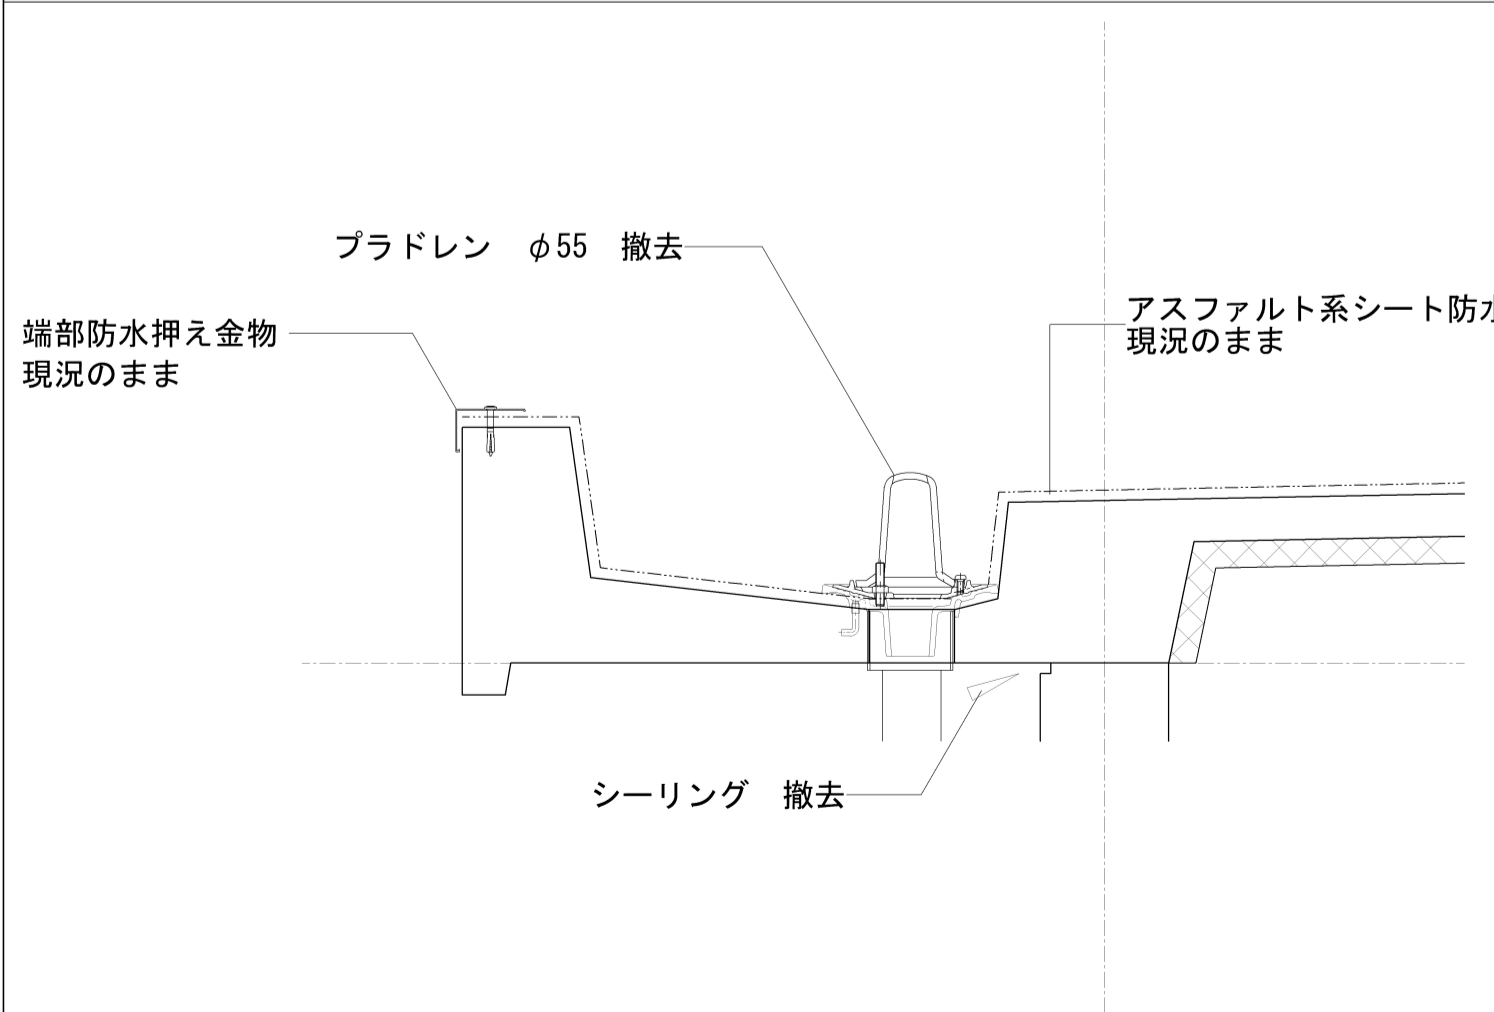 プラドレン　φ55　撤去
端部防水押え金物
現況のまま
アスファルト系シート防水
現況のまま
シーリング　撤去